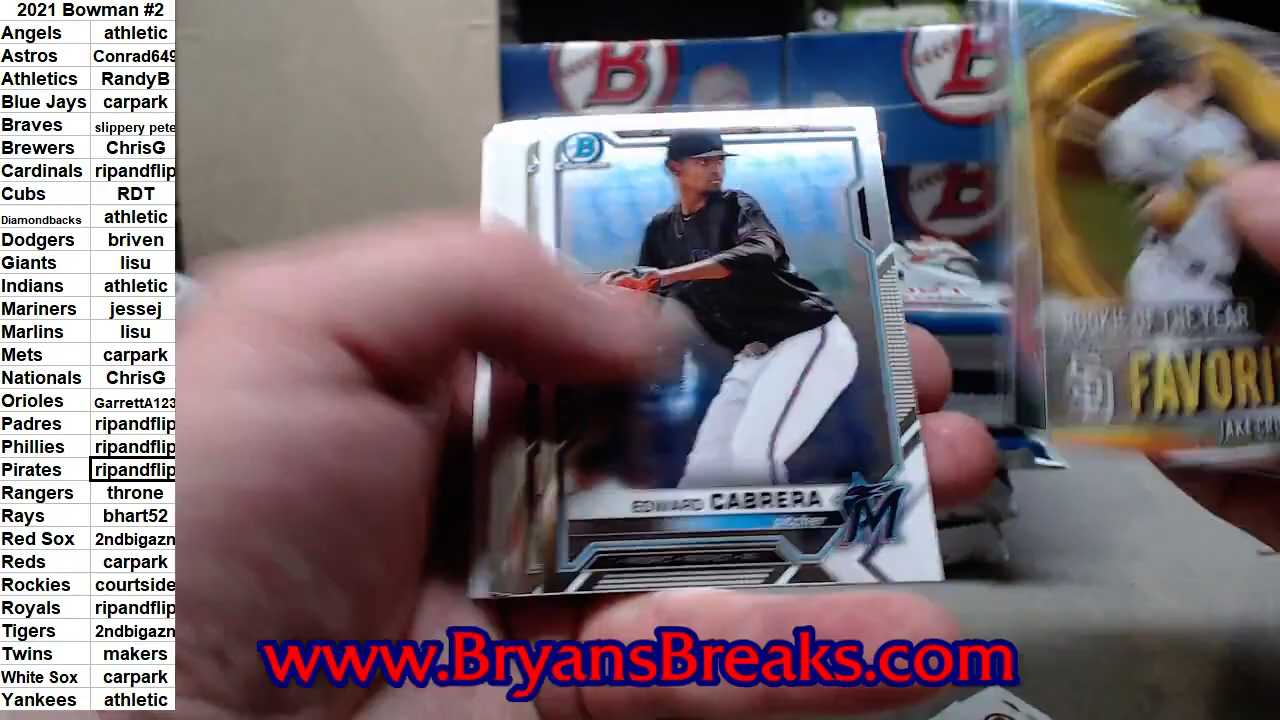 2021 Bowman #2
Angels athletic
Astros Conrad649
Athletics RandyB
Blue Jays carpark
Braves slippery pete
Brewers ChrisG
Cardinals ripandflip
Cubs RDT
Diamondbacks athletic
Dodgers briven
Giants lisu
Indians athletic
Mariners jessej
Marlins lisu
Mets carpark
Nationals ChrisG
Orioles GarrettA123
Padres ripandflip
Phillies ripandflip
Pirates ripandflip
Rangers throne
Rays bhart52
Red Sox 2ndbigazn
Reds carpark
Rockies courtside
Royals ripandflip
Tigers 2ndbigazn
Twins makers
White Sox carpark
Yankees athletic
B
EDWARD CABRERA
M
ROOKIE OF THE YEAR
SD FAVORI
JAKE
www.BryansBreaks.com